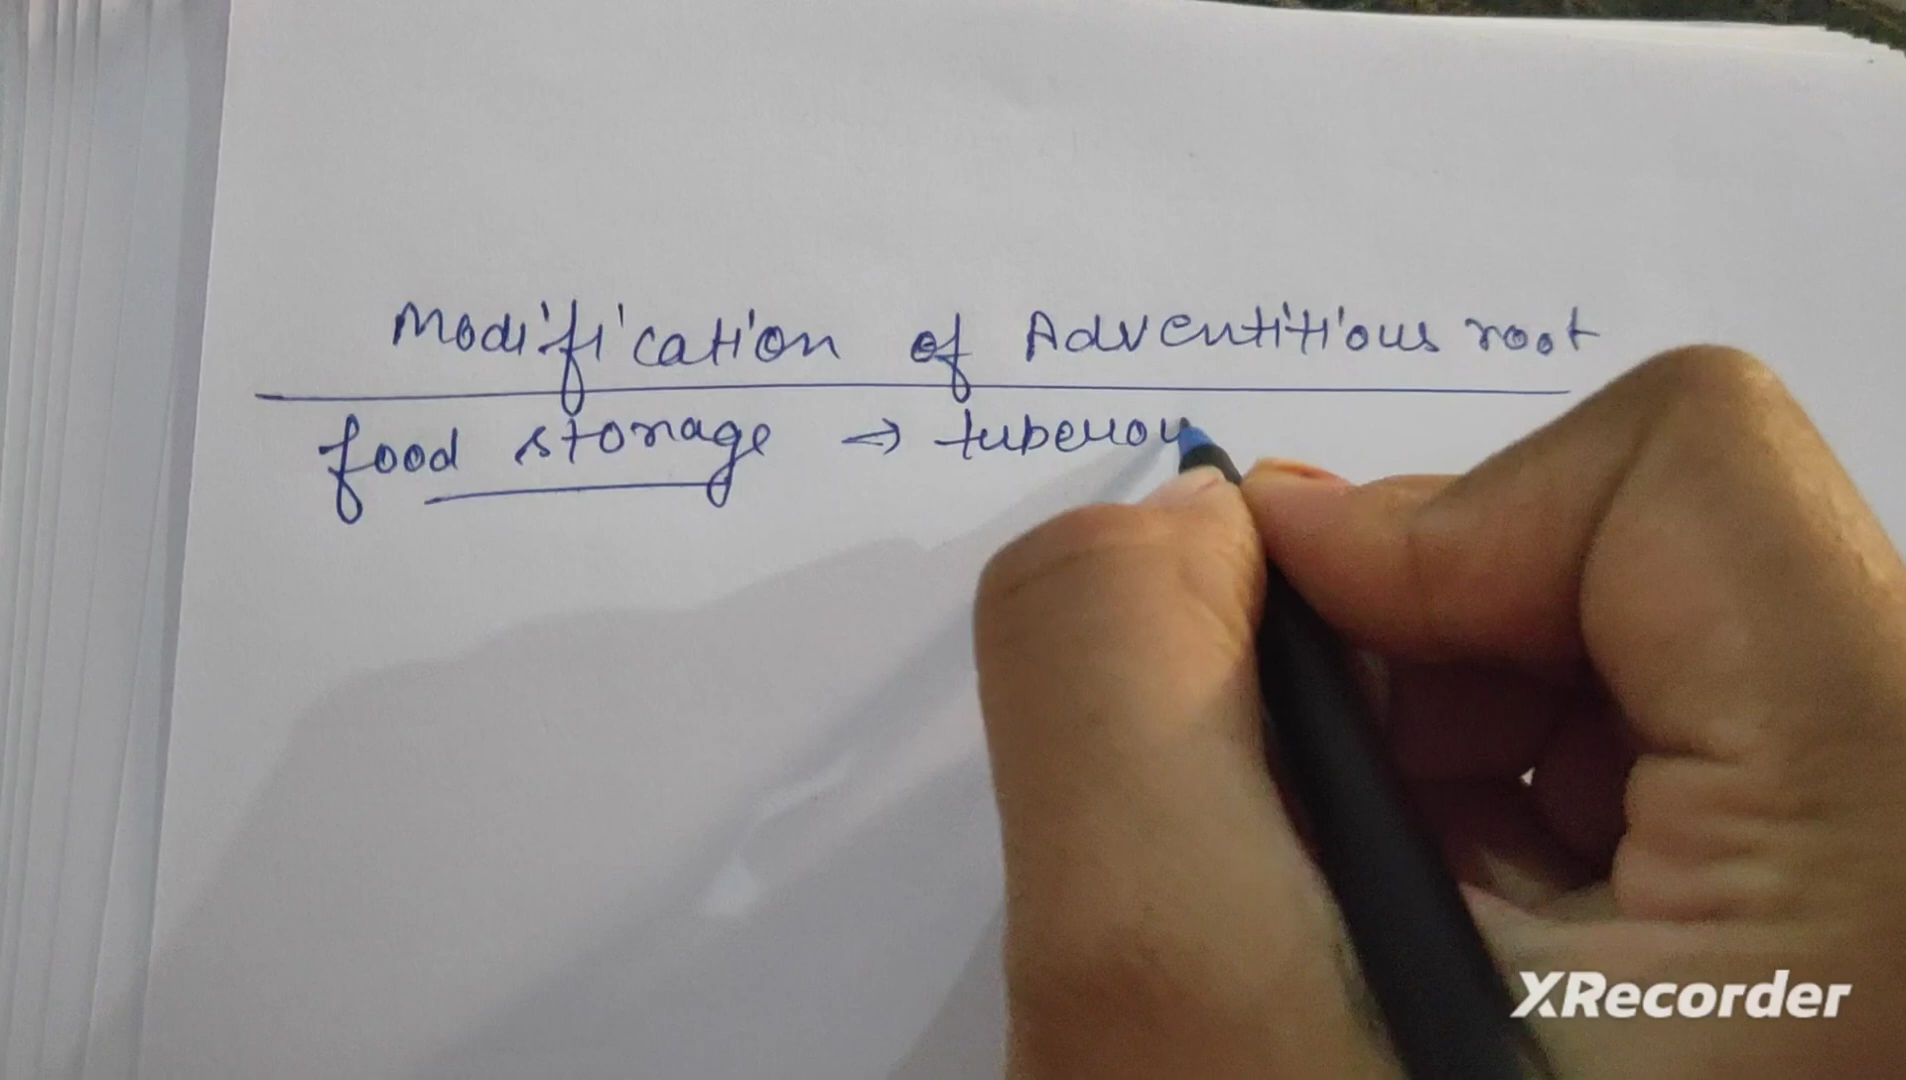 Modification of Adventitious root
food storage ⇒ tuberou
XRecorder